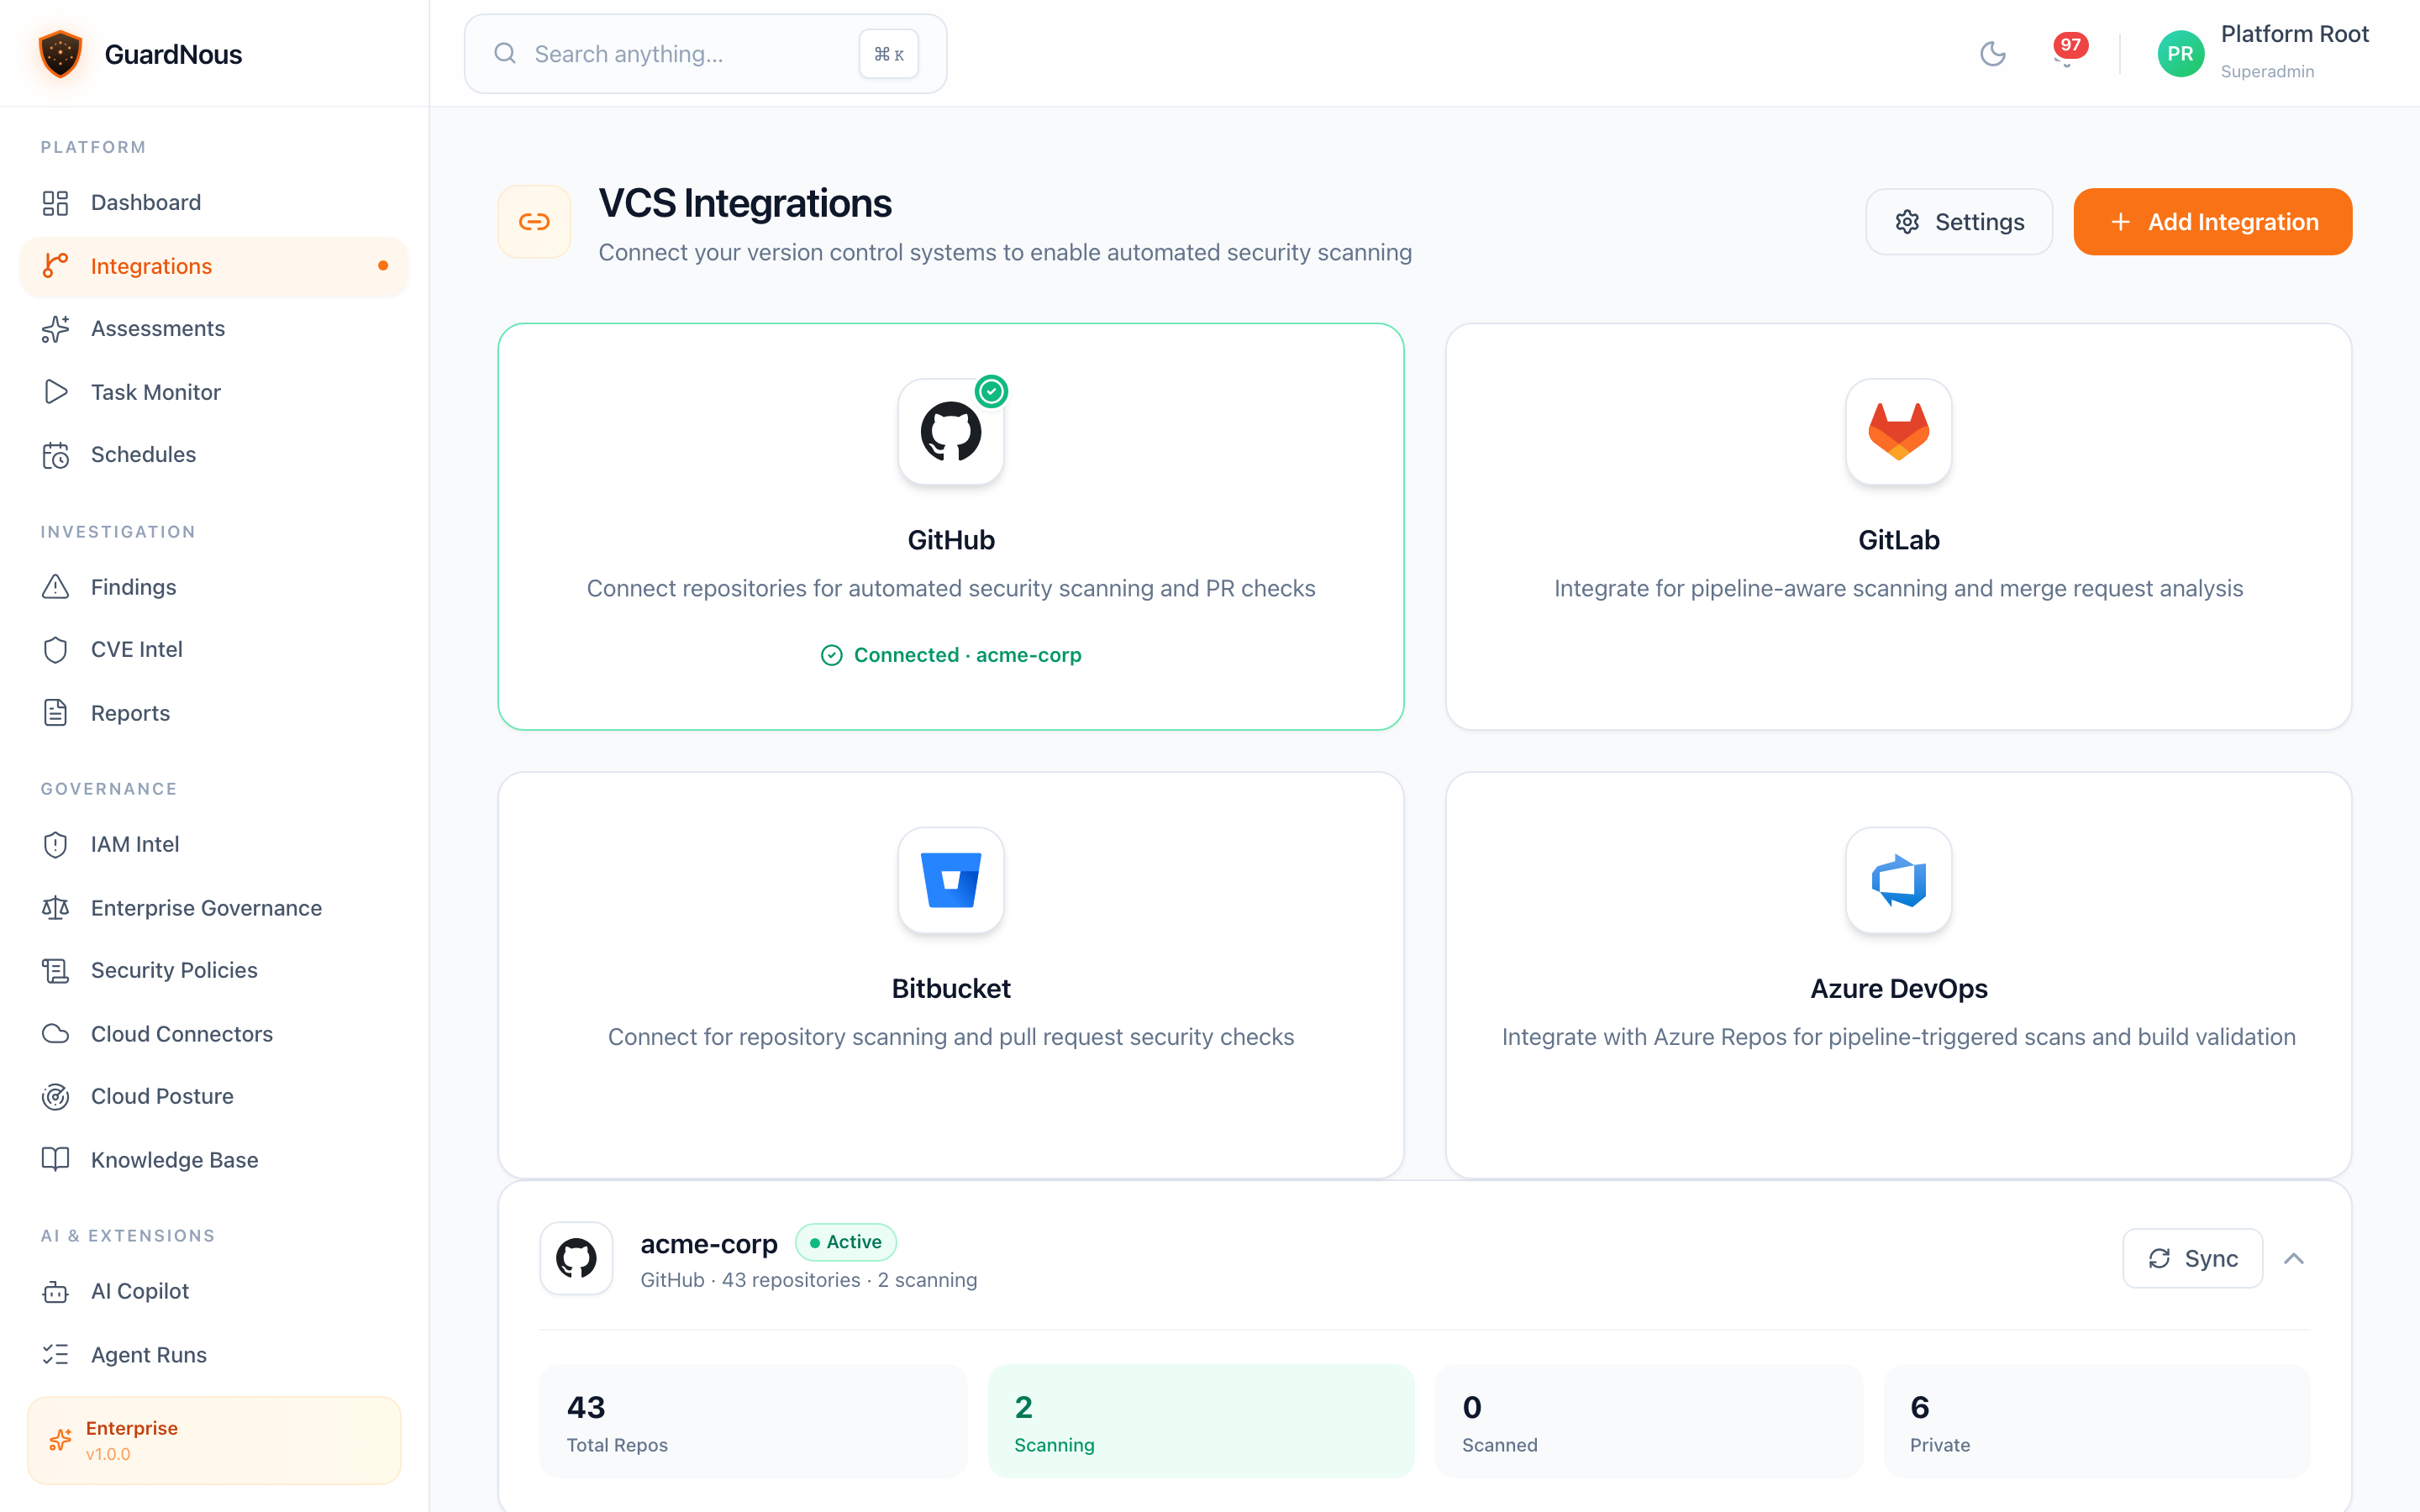 GuardNous
Search anything...
⌘ K
97
PR
Platform Root
Superadmin
PLATFORM
Dashboard
Integrations
Assessments
Task Monitor
Schedules
INVESTIGATION
Findings
CVE Intel
Reports
GOVERNANCE
IAM Intel
Enterprise Governance
Security Policies
Cloud Connectors
Cloud Posture
Knowledge Base
AI & EXTENSIONS
AI Copilot
Agent Runs
Enterprise
v1.0.0
VCS Integrations
Connect your version control systems to enable automated security scanning
Settings
Add Integration
GitHub
Connect repositories for automated security scanning and PR checks
Connected · acme-corp
GitLab
Integrate for pipeline-aware scanning and merge request analysis
Bitbucket
Connect for repository scanning and pull request security checks
Azure DevOps
Integrate with Azure Repos for pipeline-triggered scans and build validation
acme-corp
Active
GitHub · 43 repositories · 2 scanning
Sync
43
Total Repos
2
Scanning
0
Scanned
6
Private